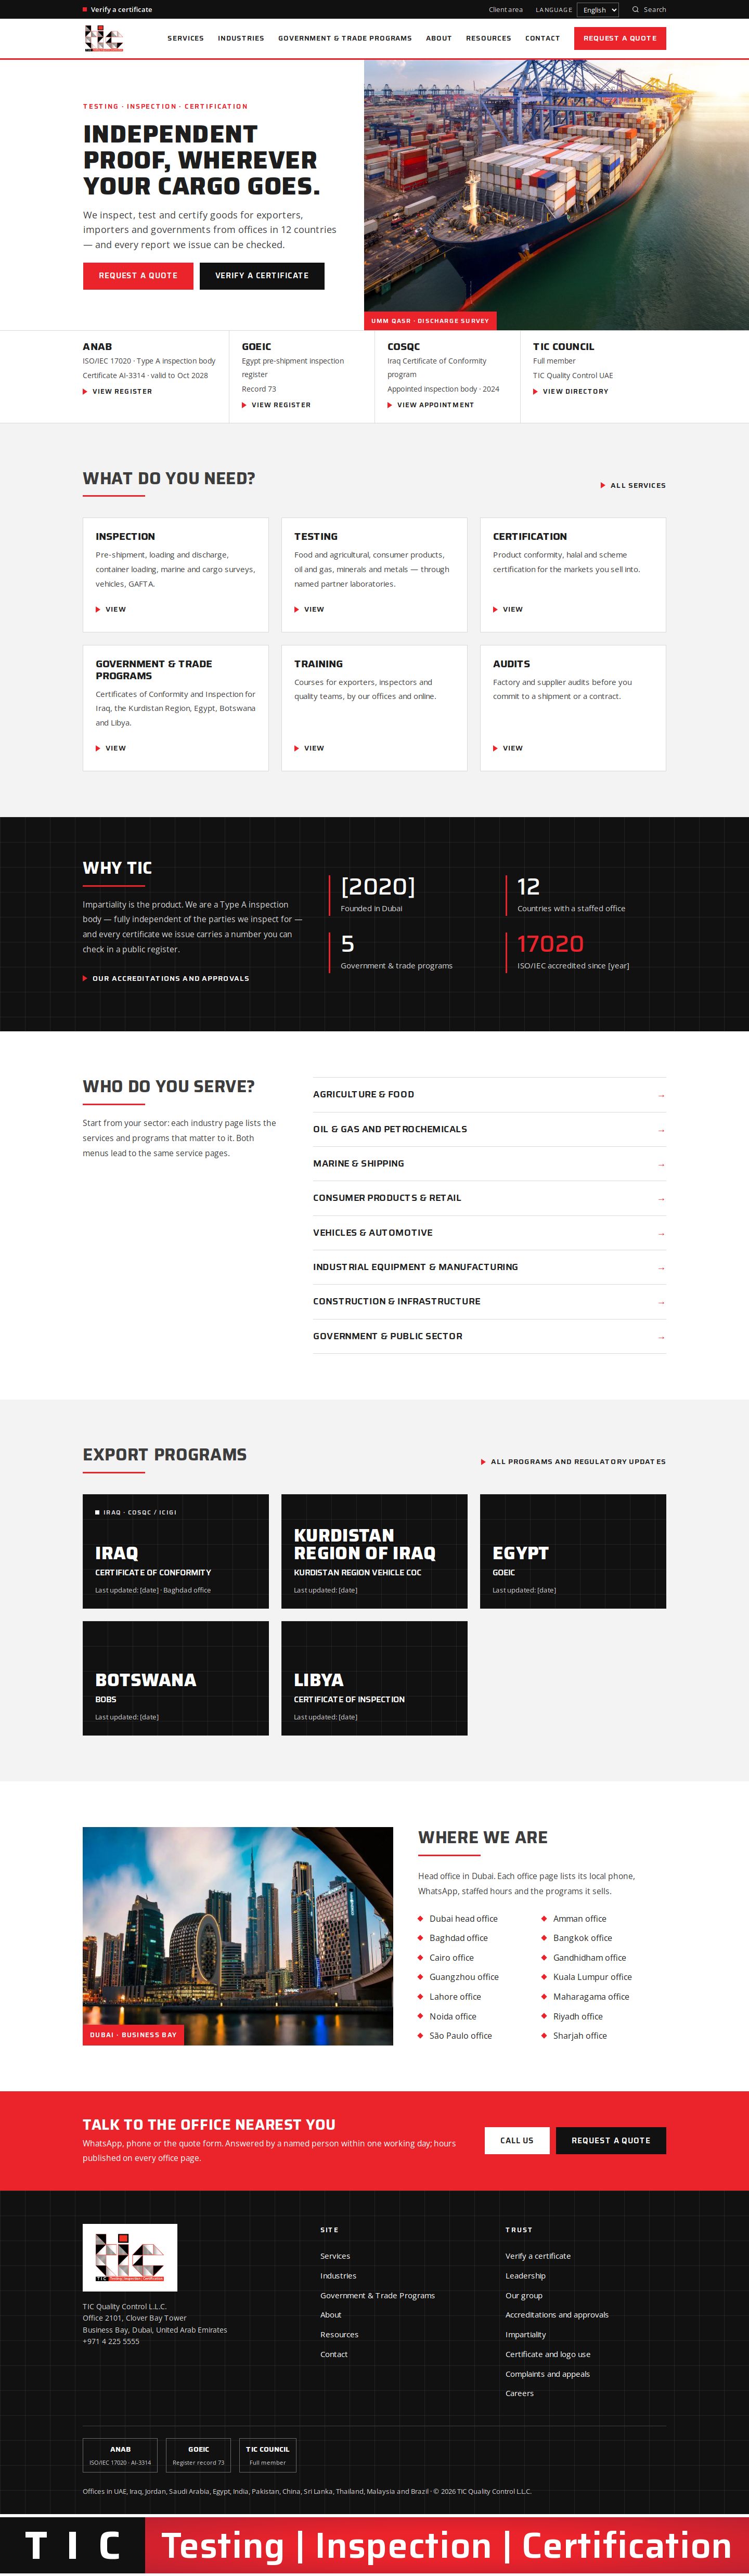 Verify a certificate
Client area
LANGUAGE
English
Search
tic
SERVICES
INDUSTRIES
GOVERNMENT & TRADE PROGRAMS
ABOUT
RESOURCES
CONTACT
REQUEST A QUOTE
TESTING · INSPECTION · CERTIFICATION
INDEPENDENT
PROOF, WHEREVER
YOUR CARGO GOES.
We inspect, test and certify goods for exporters,
importers and governments from offices in 12 countries
— and every report we issue can be checked.
REQUEST A QUOTE
VERIFY A CERTIFICATE
UMM QASR · DISCHARGE SURVEY
ANAB
ISO/IEC 17020 · Type A inspection body
Certificate AI-3314 · valid to Oct 2028
VIEW REGISTER
GOEIC
Egypt pre-shipment inspection
register
Record 73
VIEW REGISTER
COSQC
Iraq Certificate of Conformity
program
Appointed inspection body · 2024
VIEW APPOINTMENT
TIC COUNCIL
Full member
TIC Quality Control UAE
VIEW DIRECTORY
WHAT DO YOU NEED?
ALL SERVICES
INSPECTION
Pre-shipment, loading and discharge,
container loading, marine and cargo surveys,
vehicles, GAFTA.
VIEW
TESTING
Food and agricultural, consumer products,
oil and gas, minerals and metals — through
named partner laboratories.
VIEW
CERTIFICATION
Product conformity, halal and scheme
certification for the markets you sell into.
VIEW
GOVERNMENT & TRADE
PROGRAMS
Certificates of Conformity and Inspection for
Iraq, the Kurdistan Region, Egypt, Botswana
and Libya.
VIEW
TRAINING
Courses for exporters, inspectors and
quality teams, by our offices and online.
VIEW
AUDITS
Factory and supplier audits before you
commit to a shipment or a contract.
VIEW
WHY TIC
Impartiality is the product. We are a Type A inspection
body — fully independent of the parties we inspect for —
and every certificate we issue carries a number you can
check in a public register.
OUR ACCREDITATIONS AND APPROVALS
[2020]
Founded in Dubai
12
Countries with a staffed office
5
Government & trade programs
17020
ISO/IEC accredited since [year]
WHO DO YOU SERVE?
Start from your sector: each industry page lists the
services and programs that matter to it. Both
menus lead to the same service pages.
AGRICULTURE & FOOD →
OIL & GAS AND PETROCHEMICALS →
MARINE & SHIPPING →
CONSUMER PRODUCTS & RETAIL →
VEHICLES & AUTOMOTIVE →
INDUSTRIAL EQUIPMENT & MANUFACTURING →
CONSTRUCTION & INFRASTRUCTURE →
GOVERNMENT & PUBLIC SECTOR →
EXPORT PROGRAMS
ALL PROGRAMS AND REGULATORY UPDATES
IRAQ · COSQC / ICIGI
IRAQ
CERTIFICATE OF CONFORMITY
Last updated: [date] · Baghdad office
KURDISTAN
REGION OF IRAQ
KURDISTAN REGION VEHICLE COC
Last updated: [date]
EGYPT
GOEIC
Last updated: [date]
BOTSWANA
BOBS
Last updated: [date]
LIBYA
CERTIFICATE OF INSPECTION
Last updated: [date]
DUBAI · BUSINESS BAY
WHERE WE ARE
Head office in Dubai. Each office page lists its local phone,
WhatsApp, staffed hours and the programs it sells.
Dubai head office
Amman office
Baghdad office
Bangkok office
Cairo office
Gandhidham office
Guangzhou office
Kuala Lumpur office
Lahore office
Maharagama office
Noida office
Riyadh office
São Paulo office
Sharjah office
TALK TO THE OFFICE NEAREST YOU
WhatsApp, phone or the quote form. Answered by a named person within one working day; hours
published on every office page.
CALL US
REQUEST A QUOTE
tic
TIC Testing | Inspection | Certification
TIC Quality Control L.L.C.
Office 2101, Clover Bay Tower
Business Bay, Dubai, United Arab Emirates
+971 4 225 5555
SITE
Services
Industries
Government & Trade Programs
About
Resources
Contact
TRUST
Verify a certificate
Leadership
Our group
Accreditations and approvals
Impartiality
Certificate and logo use
Complaints and appeals
Careers
ANAB
ISO/IEC 17020 · AI-3314
GOEIC
Register record 73
TIC COUNCIL
Full member
Offices in UAE, Iraq, Jordan, Saudi Arabia, Egypt, India, Pakistan, China, Sri Lanka, Thailand, Malaysia and Brazil · © 2026 TIC Quality Control L.L.C.
TIC Testing | Inspection | Certification